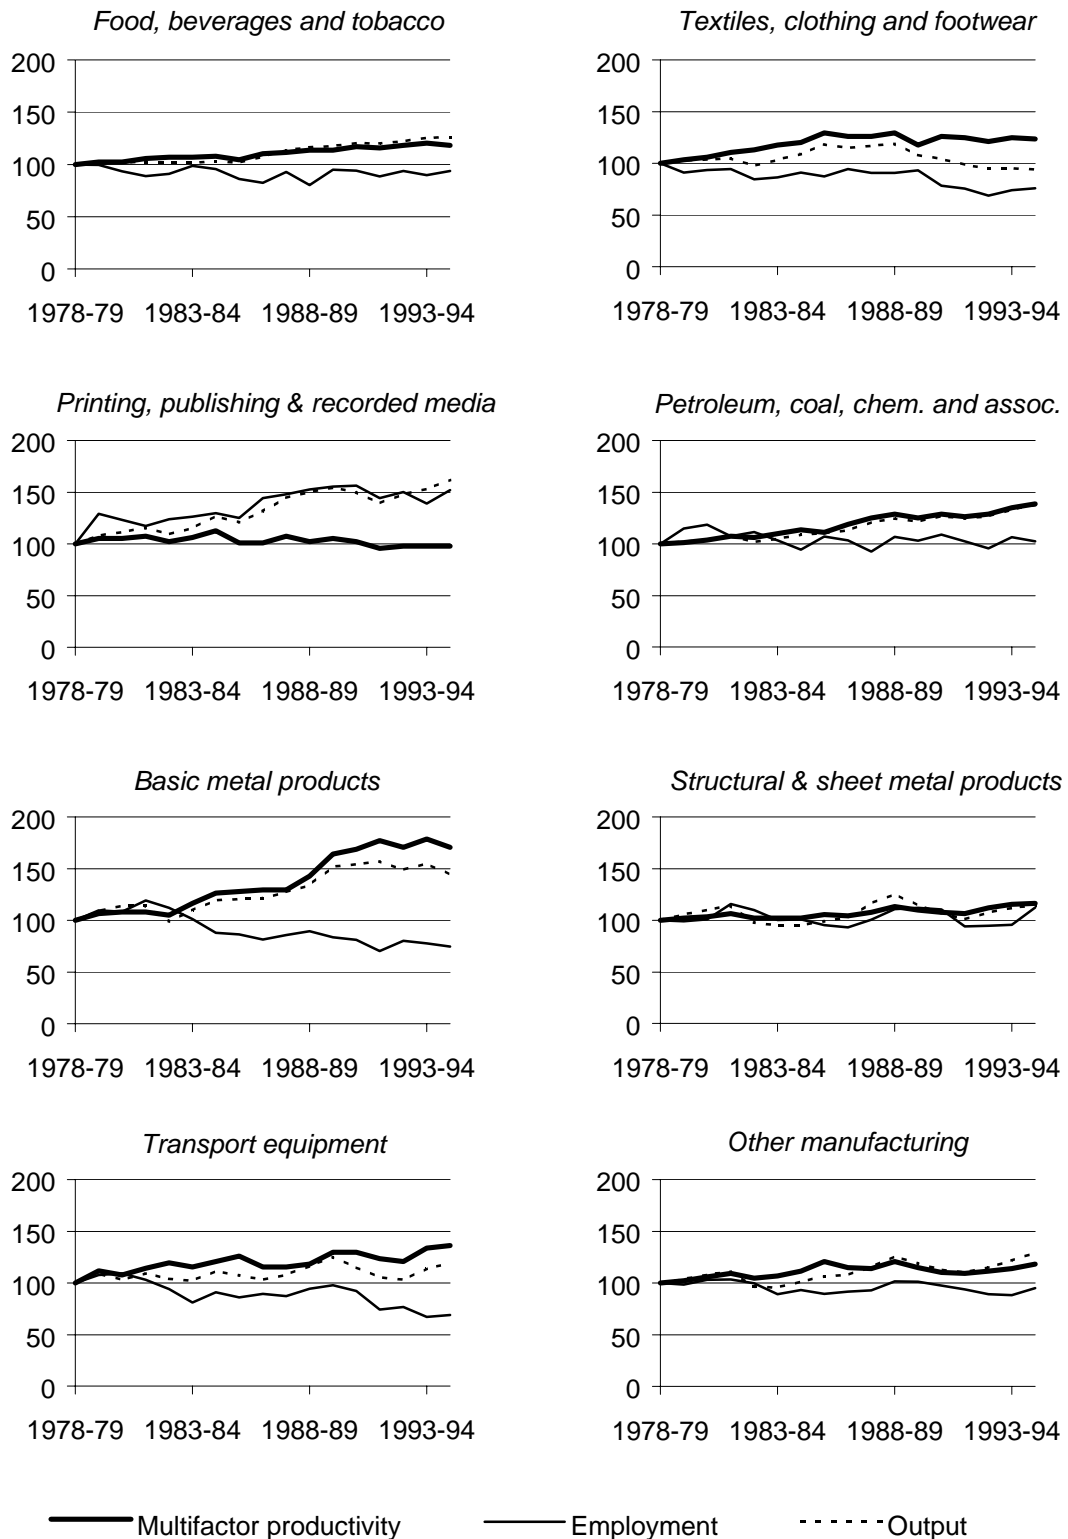 Food, beverages and tobacco
200
150
100
50
0
1978-79 1983-84 1988-89 1993-94
Textiles, clothing and footwear
200
150
100
50
0
1978-79 1983-84 1988-89 1993-94
Printing, publishing & recorded media
200
150
100
50
0
1978-79 1983-84 1988-89 1993-94
Petroleum, coal, chem. and assoc.
200
150
100
50
0
1978-79 1983-84 1988-89 1993-94
Basic metal products
200
150
100
50
0
1978-79 1983-84 1988-89 1993-94
Structural & sheet metal products
200
150
100
50
0
1978-79 1983-84 1988-89 1993-94
Transport equipment
200
150
100
50
0
1978-79 1983-84 1988-89 1993-94
Other manufacturing
200
150
100
50
0
1978-79 1983-84 1988-89 1993-94
Multifactor productivity Employment Output